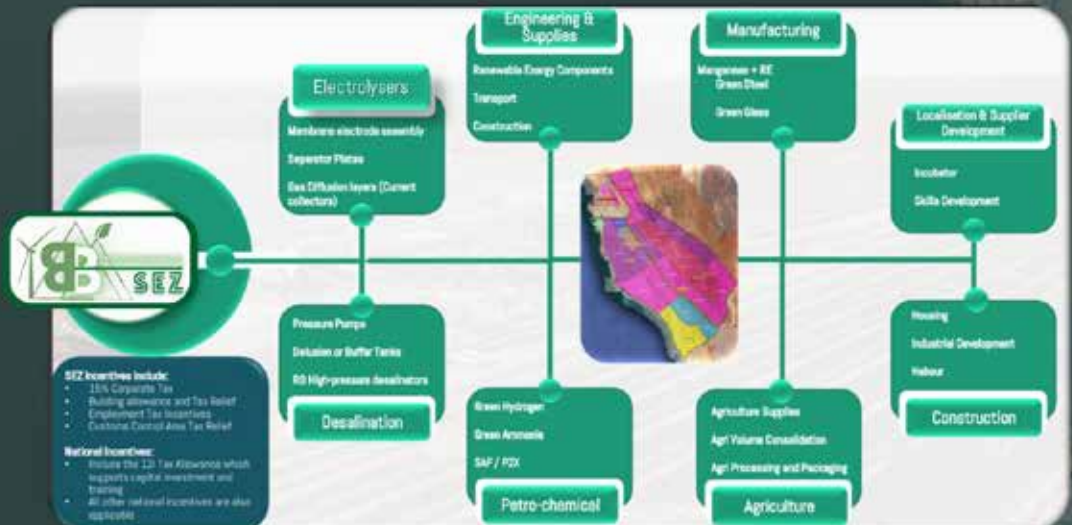 Engineering &
Supplies
Renewable Energy Components
Transport
Construction
Manufacturing
Manganese + RE
Green Steel
Green Glass
Electrolysers
Membrane electrode assembly
Separator Plates
Gas Diffusion layers (Current
collectors)
Localisation & Supplier
Development
Incubator
Skills Development
BB
SEZ
Pressure Pumps
or Buffer Tanks
RO High-pressure desalinators
Desalination
Green Hydrogen
Green Ammonia
SAF / P2X
Petro-chemical
Agriculture Supplies
Agri Volume Consolidation
Agri Processing and Packaging
Agriculture
Housing
Industrial Development
Construction
SEZ Incentives include:
• 15% Corporate Tax
• Building allowance and Tax Relief
• Employment Tax Incentives
• Customs Control Area Tax Relief
National Incentives:
• Include the 12i Tax Allowance which
supports capital investment and
training
• All other national incentives are also
applicable